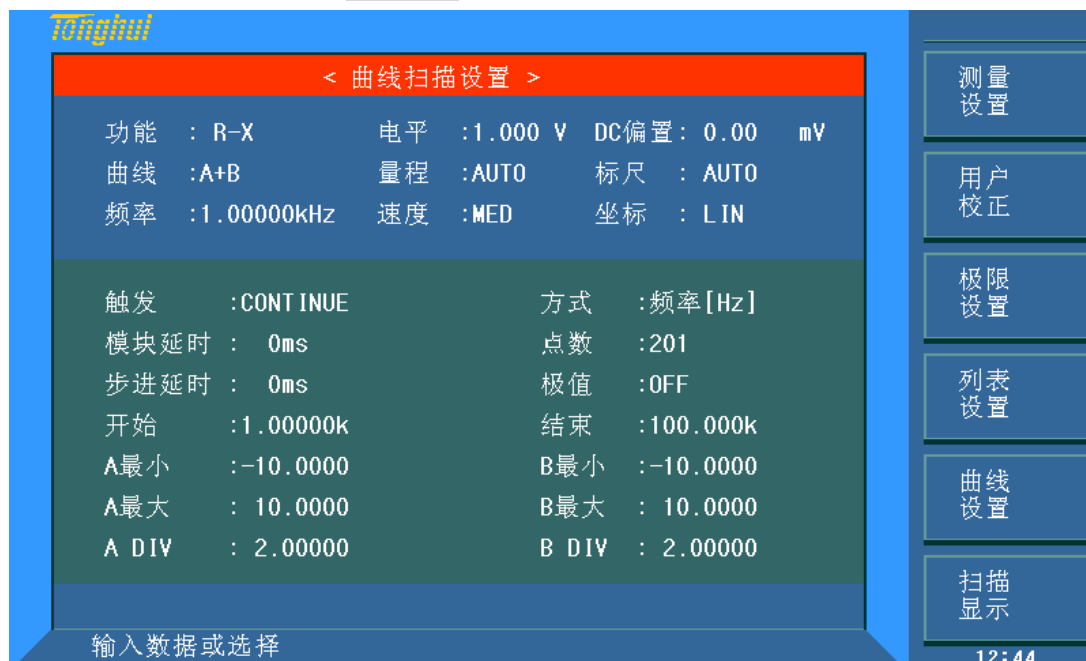 Tonghui
< 曲线扫描设置 >
功能 : R-X 电平 :1.000 V DC偏置: 0.00 mV
曲线 :A+B 量程 :AUTO 标尺 : AUTO
频率 :1.00000kHz 速度 :MED 坐标 : LIN
触发 :CONTINUE 方式 :频率[Hz]
模块延时 : 0ms 点数 :201
步进延时 : 0ms 极值 :OFF
开始 :1.00000k 结束 :100.000k
A最小 :-10.0000 B最小 :-10.0000
A最大 : 10.0000 B最大 : 10.0000
A DIV : 2.00000 B DIV : 2.00000
输入数据或选择
测量
设置
用户
校正
极限
设置
列表
设置
曲线
设置
扫描
显示
12:44